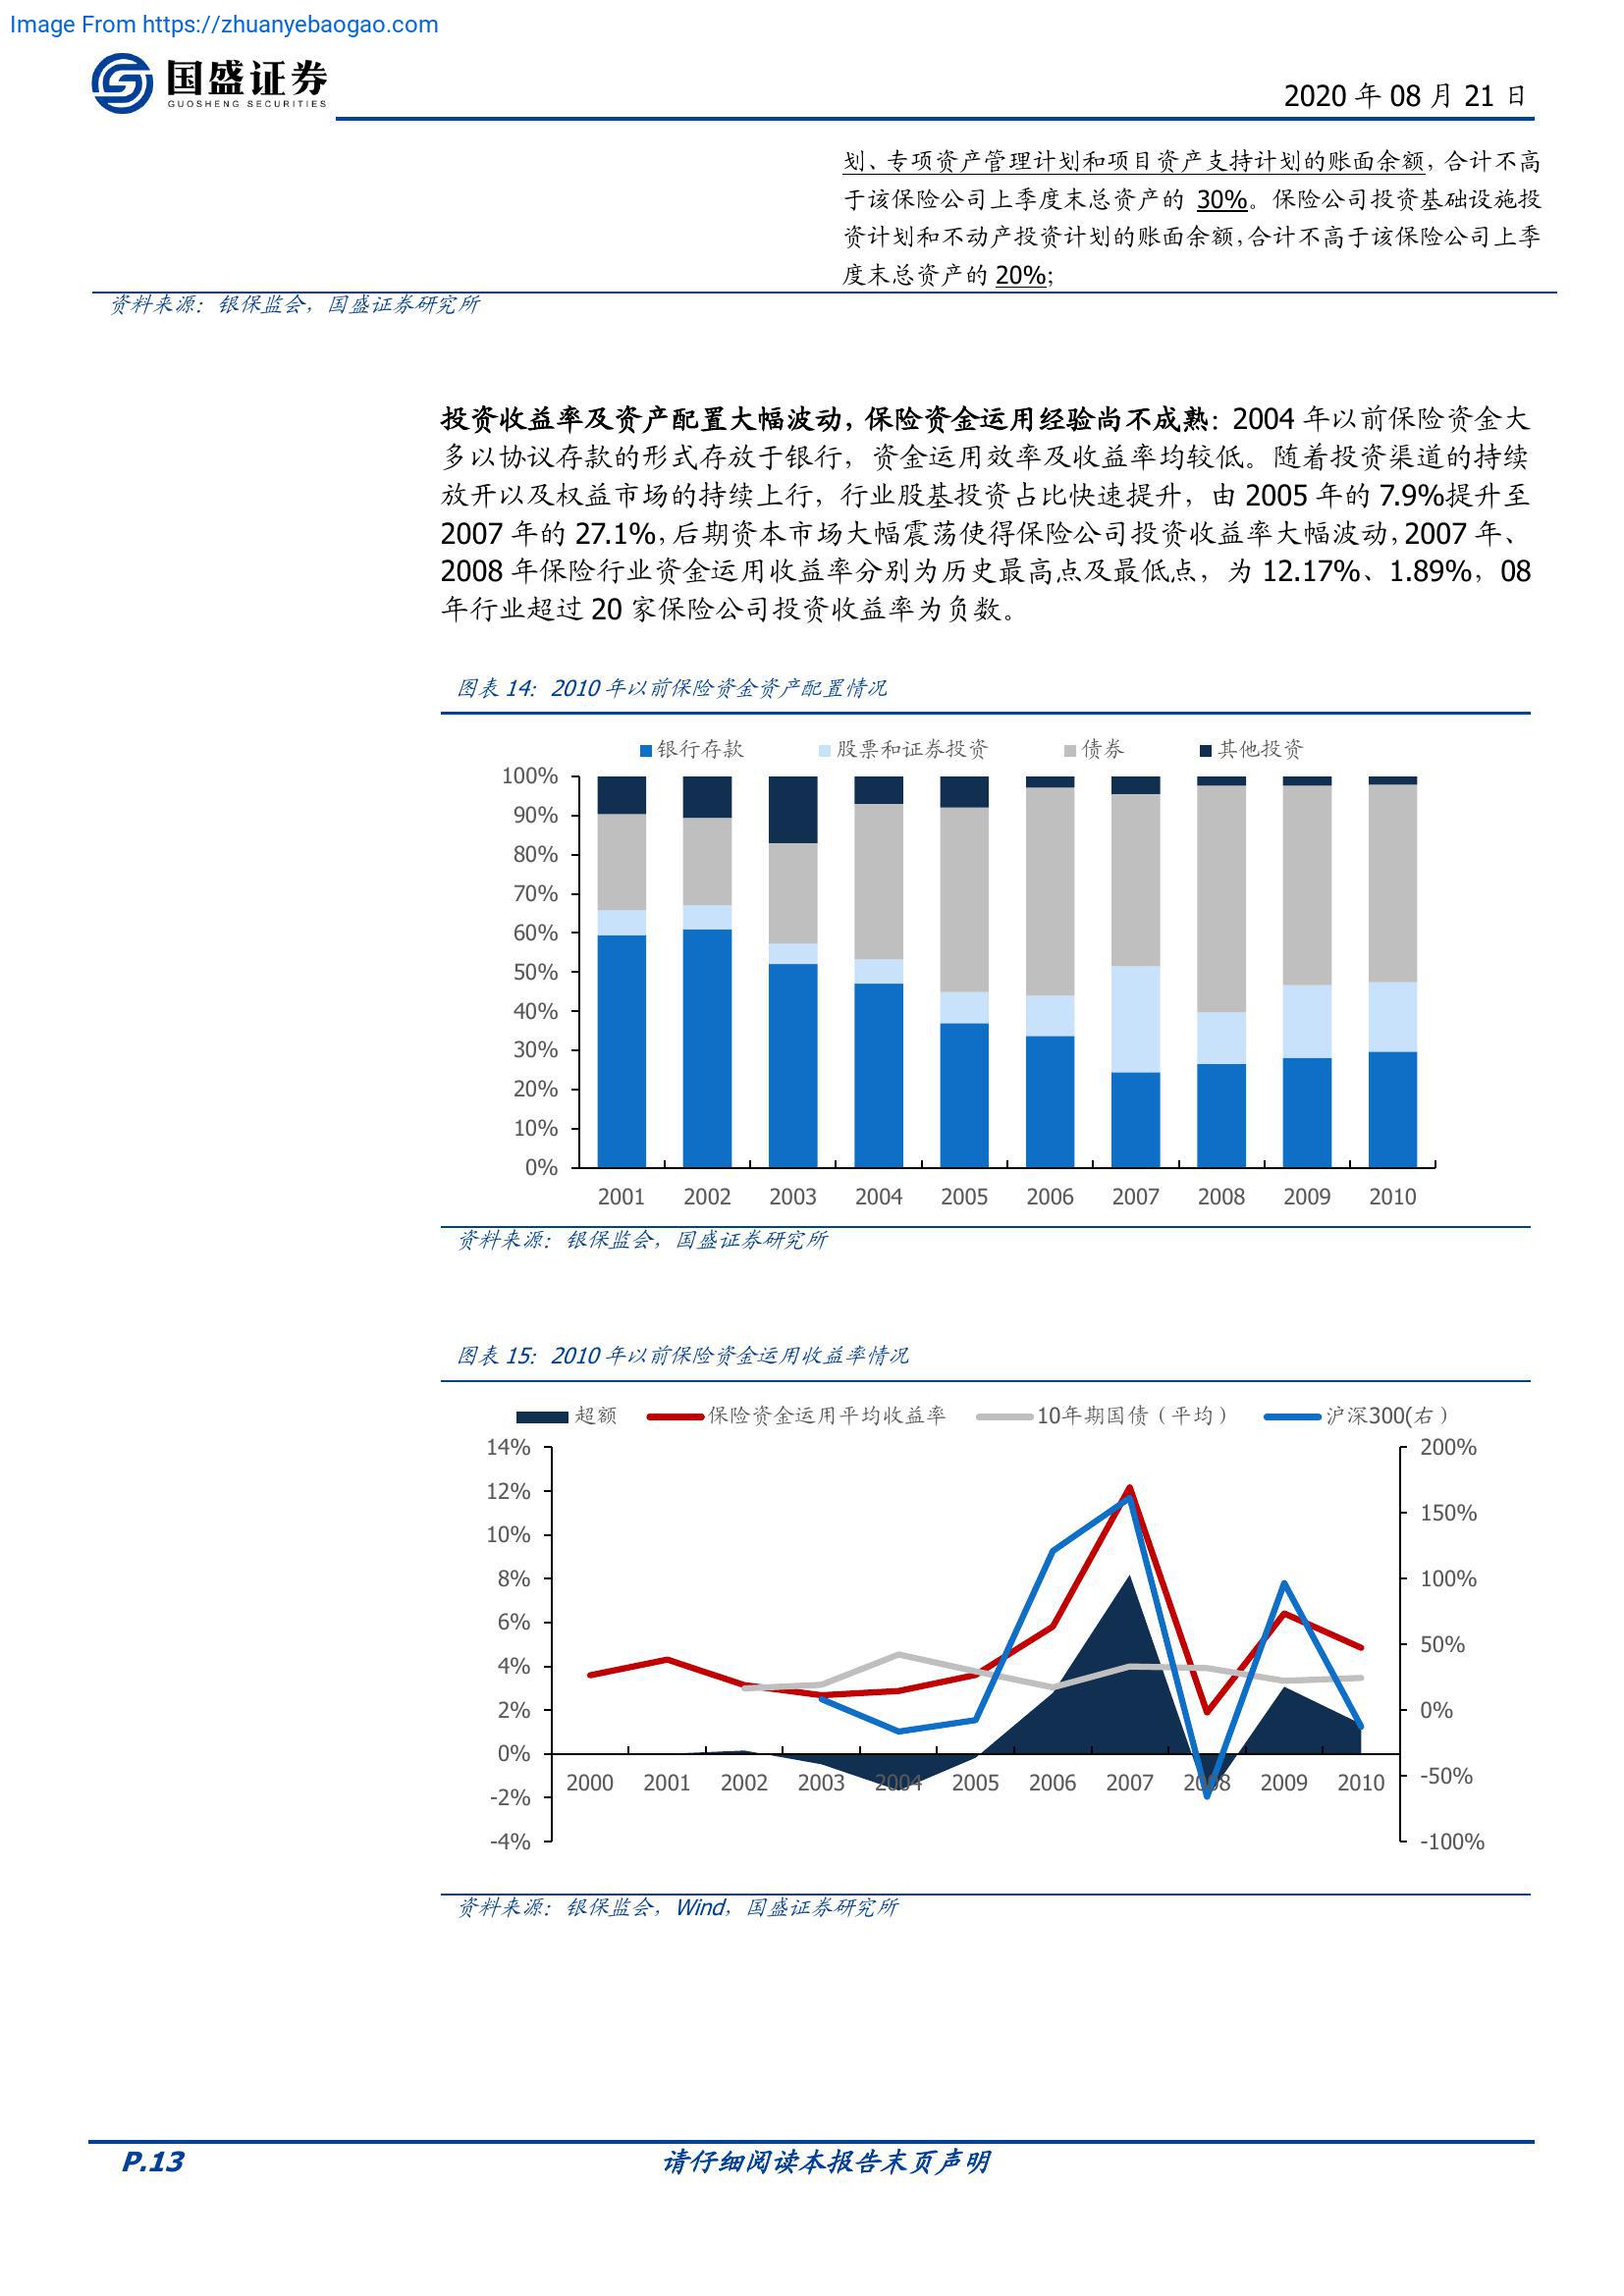 Image From https://zhuanyebaogao.com
国盛证券
GUOSHENG SECURITIES
2020 年 08 月 21 日
划、专项资产管理计划和项目资产支持计划的账面余额，合计不高
于该保险公司上季度末总资产的 30%。保险公司投资基础设施投
资计划和不动产投资计划的账面余额，合计不高于该保险公司上季
度末总资产的 20%;
资料来源：银保监会，国盛证券研究所
投资收益率及资产配置大幅波动，保险资金运用经验尚不成熟：2004 年以前保险资金大
多以协议存款的形式存放于银行，资金运用效率及收益率均较低。随着投资渠道的持续
放开以及权益市场的持续上行，行业股基投资占比快速提升，由 2005 年的 7.9%提升至
2007 年的 27.1%，后期资本市场大幅震荡使得保险公司投资收益率大幅波动，2007 年、
2008 年保险行业资金运用收益率分别为历史最高点及最低点，为 12.17%、1.89%，08
年行业超过 20 家保险公司投资收益率为负数。
图表 14：2010 年以前保险资金资产配置情况
银行存款 股票和证券投资 债券 其他投资
100%
90%
80%
70%
60%
50%
40%
30%
20%
10%
0%
2001 2002 2003 2004 2005 2006 2007 2008 2009 2010
资料来源：银保监会，国盛证券研究所
图表 15：2010 年以前保险资金运用收益率情况
超额 保险资金运用平均收益率 10年期国债（平均） 沪深300(右）
14% 200%
12%
150%
10%
8% 100%
6%
50%
4%
2% 0%
0%
2000 2001 2002 2003 2004 2005 2006 2007 2008 2009 2010
-50%
-2%
-4% -100%
资料来源：银保监会，Wind，国盛证券研究所
P.13 请仔细阅读本报告末页声明